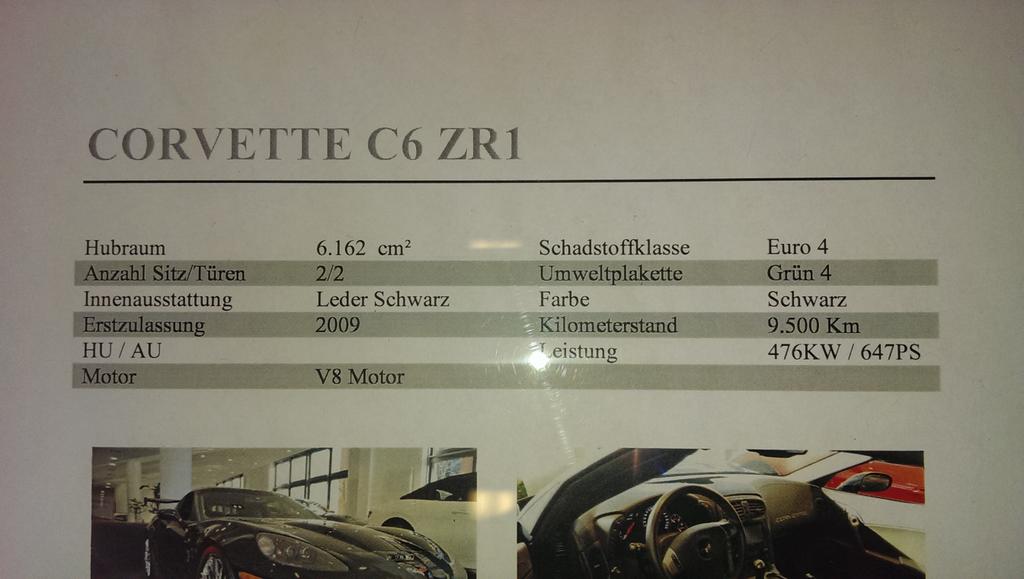 CORVETTE C6 ZR1
Hubraum 6.162 cm² Schadstoffklasse Euro 4
Anzahl Sitz/Türen 2/2 Umweltplakette Grün 4
Innenausstattung Leder Schwarz Farbe Schwarz
Erstzulassung 2009 Kilometerstand 9.500 Km
HU / AU Leistung 476KW / 647PS
Motor V8 Motor